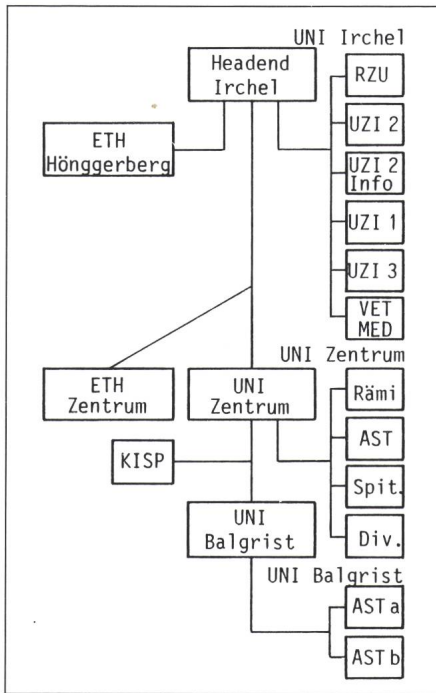 UNI Irchel
Headend
Irchel
RZU
UZI 2
ETH
Hönggerberg
UZI 2
Info
UZI 1
UZI 3
VET
MED
UNI Zentrum
ETH
Zentrum
UNI
Zentrum
Rämi
AST
KISP
Spit.
UNI
Balgrist
Div.
UNI Balgrist
AST a
AST b